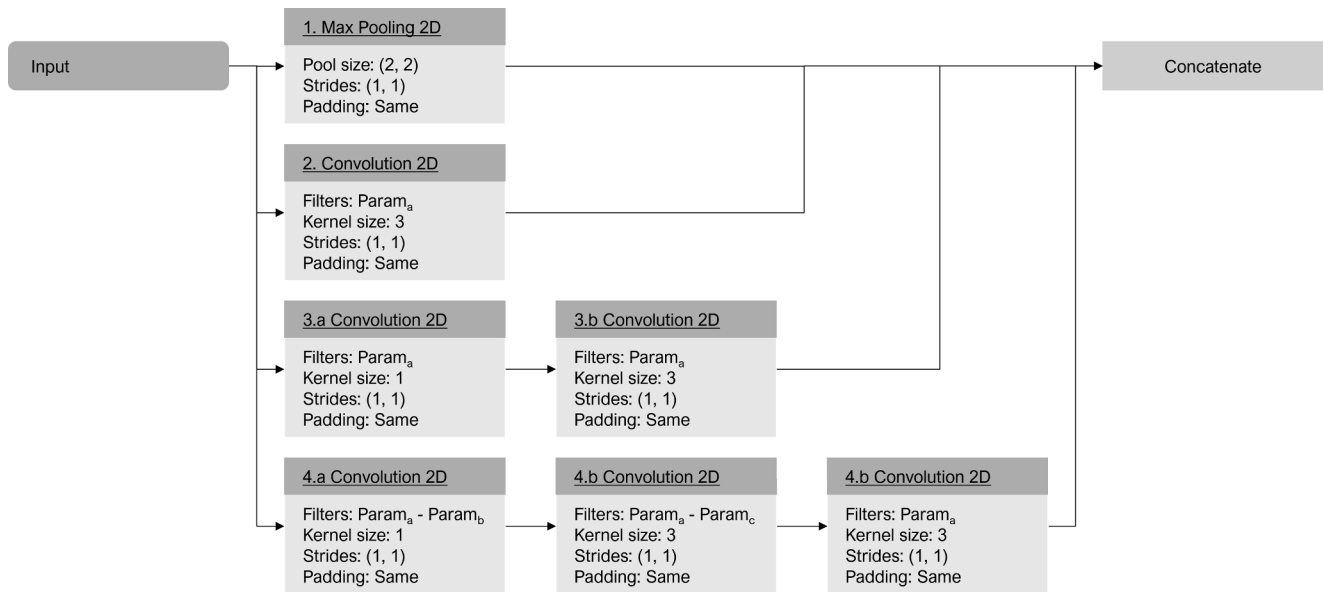 Input
1. Max Pooling 2D
Pool size: (2, 2)
Strides: (1, 1)
Padding: Same
Concatenate
2. Convolution 2D
Filters: Paramₐ
Kernel size: 3
Strides: (1, 1)
Padding: Same
3.a Convolution 2D
Filters: Paramₐ
Kernel size: 1
Strides: (1, 1)
Padding: Same
3.b Convolution 2D
Filters: Paramₐ
Kernel size: 3
Strides: (1, 1)
Padding: Same
4.a Convolution 2D
Filters: Paramₐ - Param_b
Kernel size: 1
Strides: (1, 1)
Padding: Same
4.b Convolution 2D
Filters: Paramₐ - Param_c
Kernel size: 3
Strides: (1, 1)
Padding: Same
4.b Convolution 2D
Filters: Paramₐ
Kernel size: 3
Strides: (1, 1)
Padding: Same